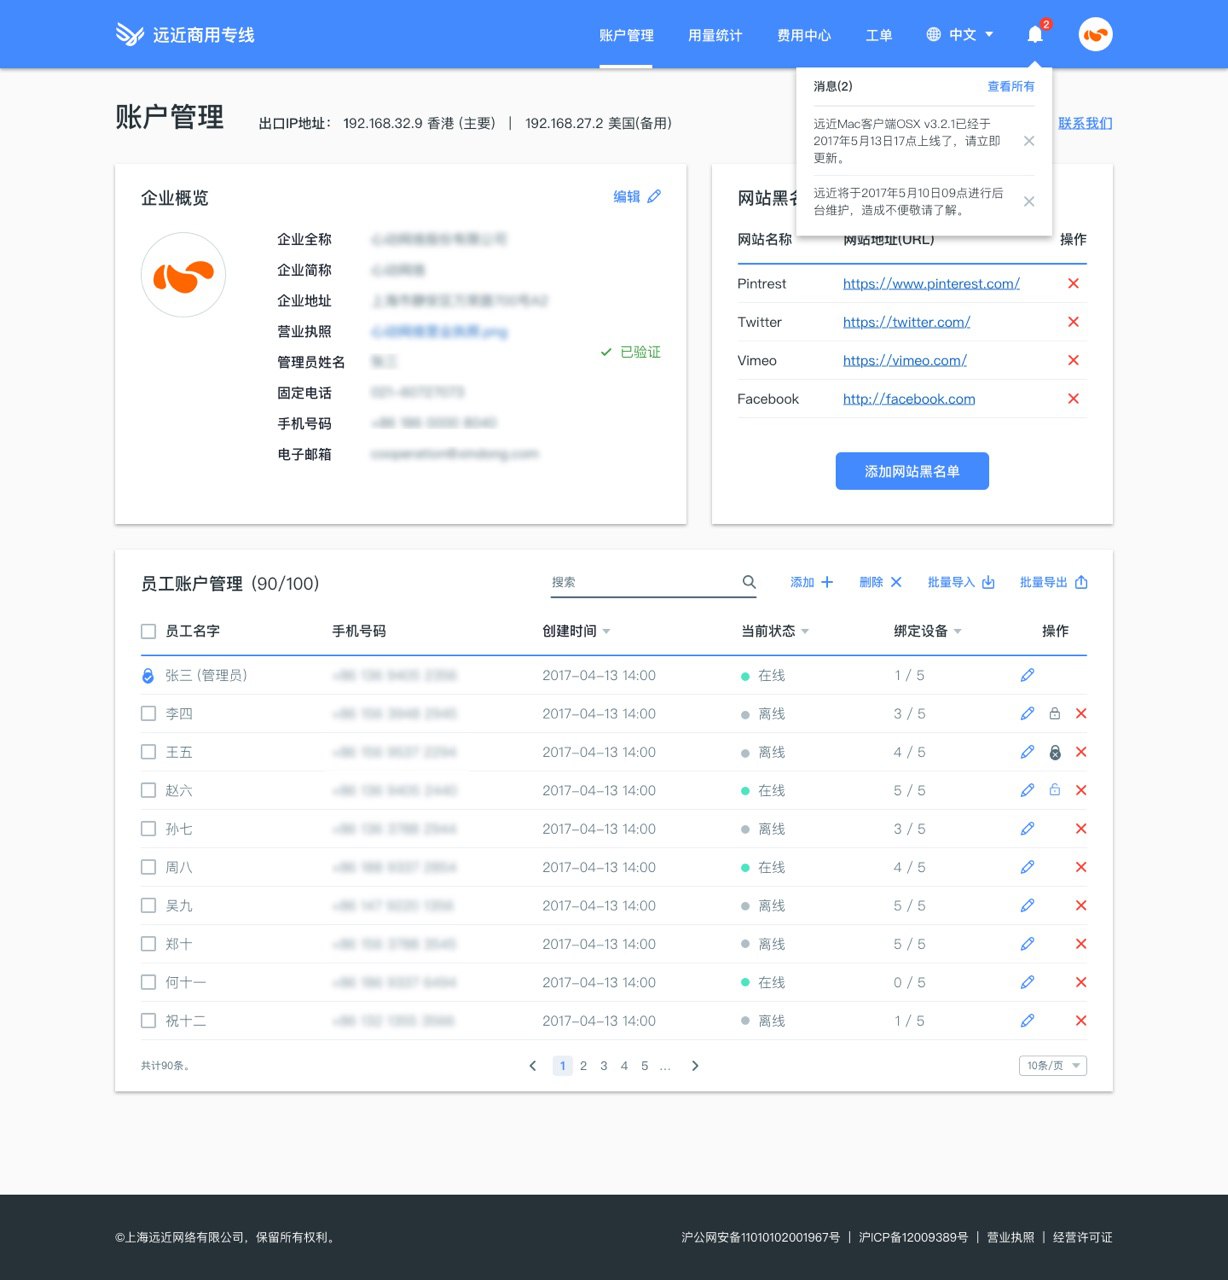 远近商用专线
账户管理 用量统计 费用中心 工单 中文 2
消息(2) 查看所有
远近Mac客户端OSX v3.2.1已经于
2017年5月13日17点上线了，请立即
更新。
远近将于2017年5月10日09点进行后
台维护，造成不便敬请了解。
账户管理 出口IP地址： 192.168.32.9 香港 (主要) | 192.168.27.2 美国(备用) 联系我们
企业概览 编辑
企业全称
企业简称
企业地址
营业执照
管理员姓名
固定电话
手机号码
电子邮箱
已验证
网站黑名
网站名称 网站地址(URL) 操作
Pintrest https://www.pinterest.com/
Twitter https://twitter.com/
Vimeo https://vimeo.com/
Facebook http://facebook.com
添加网站黑名单
员工账户管理 (90/100) 搜索 添加 删除 批量导入 批量导出
员工名字 手机号码 创建时间 当前状态 绑定设备 操作
张三 (管理员) 2017-04-13 14:00 在线 1 / 5
李四 2017-04-13 14:00 离线 3 / 5
王五 2017-04-13 14:00 离线 4 / 5
赵六 2017-04-13 14:00 在线 5 / 5
孙七 2017-04-13 14:00 离线 3 / 5
周八 2017-04-13 14:00 在线 4 / 5
吴九 2017-04-13 14:00 离线 5 / 5
郑十 2017-04-13 14:00 离线 5 / 5
何十一 2017-04-13 14:00 在线 0 / 5
祝十二 2017-04-13 14:00 离线 1 / 5
共计90条。 1 2 3 4 5 ... 10条/页
©上海远近网络有限公司，保留所有权利。 沪公网安备11010102001967号 | 沪ICP备12009389号 | 营业执照 | 经营许可证